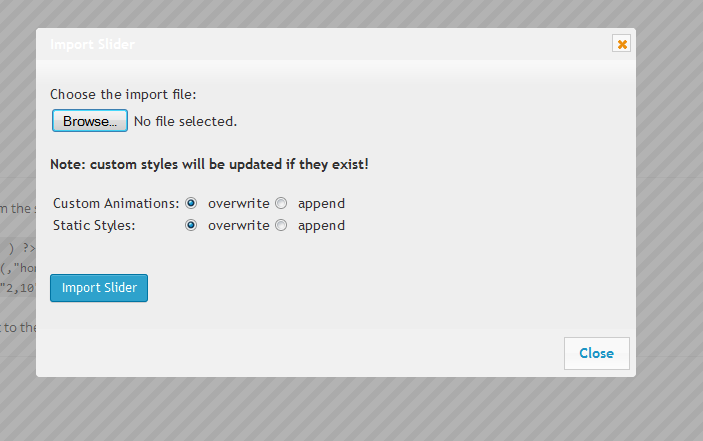 Import Slider
Choose the import file:
Browse... No file selected.
Note: custom styles will be updated if they exist!
Custom Animations: overwrite append
Static Styles: overwrite append
Import Slider
Close
m the s
) ?>
(,"hor
"2,10
to the